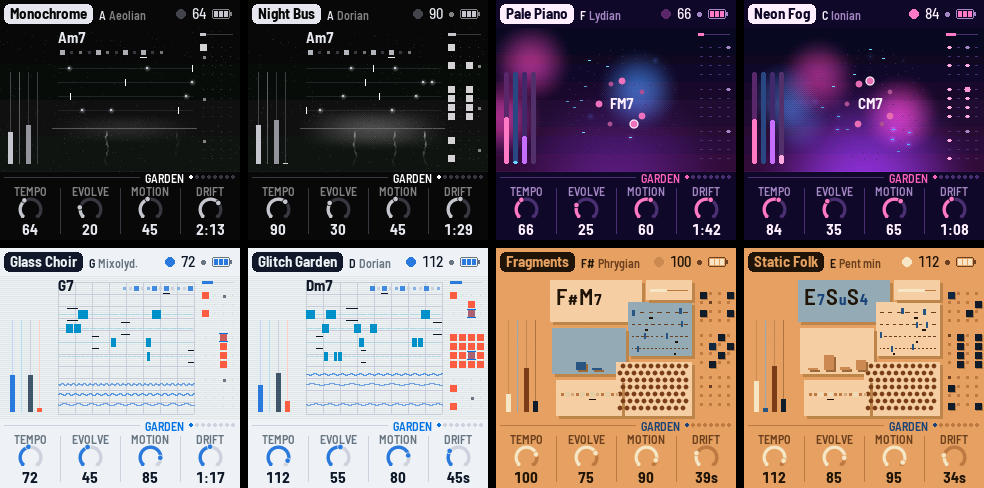 Monochrome A Aeolian 64
Am7
GARDEN
TEMPO EVOLVE MOTION DRIFT
64 20 45 2:13
Night Bus A Dorian 90
Am7
GARDEN
TEMPO EVOLVE MOTION DRIFT
90 30 45 1:29
Pale Piano F Lydian 66
FM7
GARDEN
TEMPO EVOLVE MOTION DRIFT
66 25 60 1:42
Neon Fog C Ionian 84
CM7
GARDEN
TEMPO EVOLVE MOTION DRIFT
84 35 65 1:08
Glass Choir G Mixolyd. 72
G7
GARDEN
TEMPO EVOLVE MOTION DRIFT
72 45 85 1:17
Glitch Garden D Dorian 112
Dm7
GARDEN
TEMPO EVOLVE MOTION DRIFT
112 55 80 45s
Fragments F# Phrygian 100
F#M7
GARDEN
TEMPO EVOLVE MOTION DRIFT
100 75 90 39s
Static Folk E Pent min 112
E7SuS4
GARDEN
TEMPO EVOLVE MOTION DRIFT
112 85 95 34s